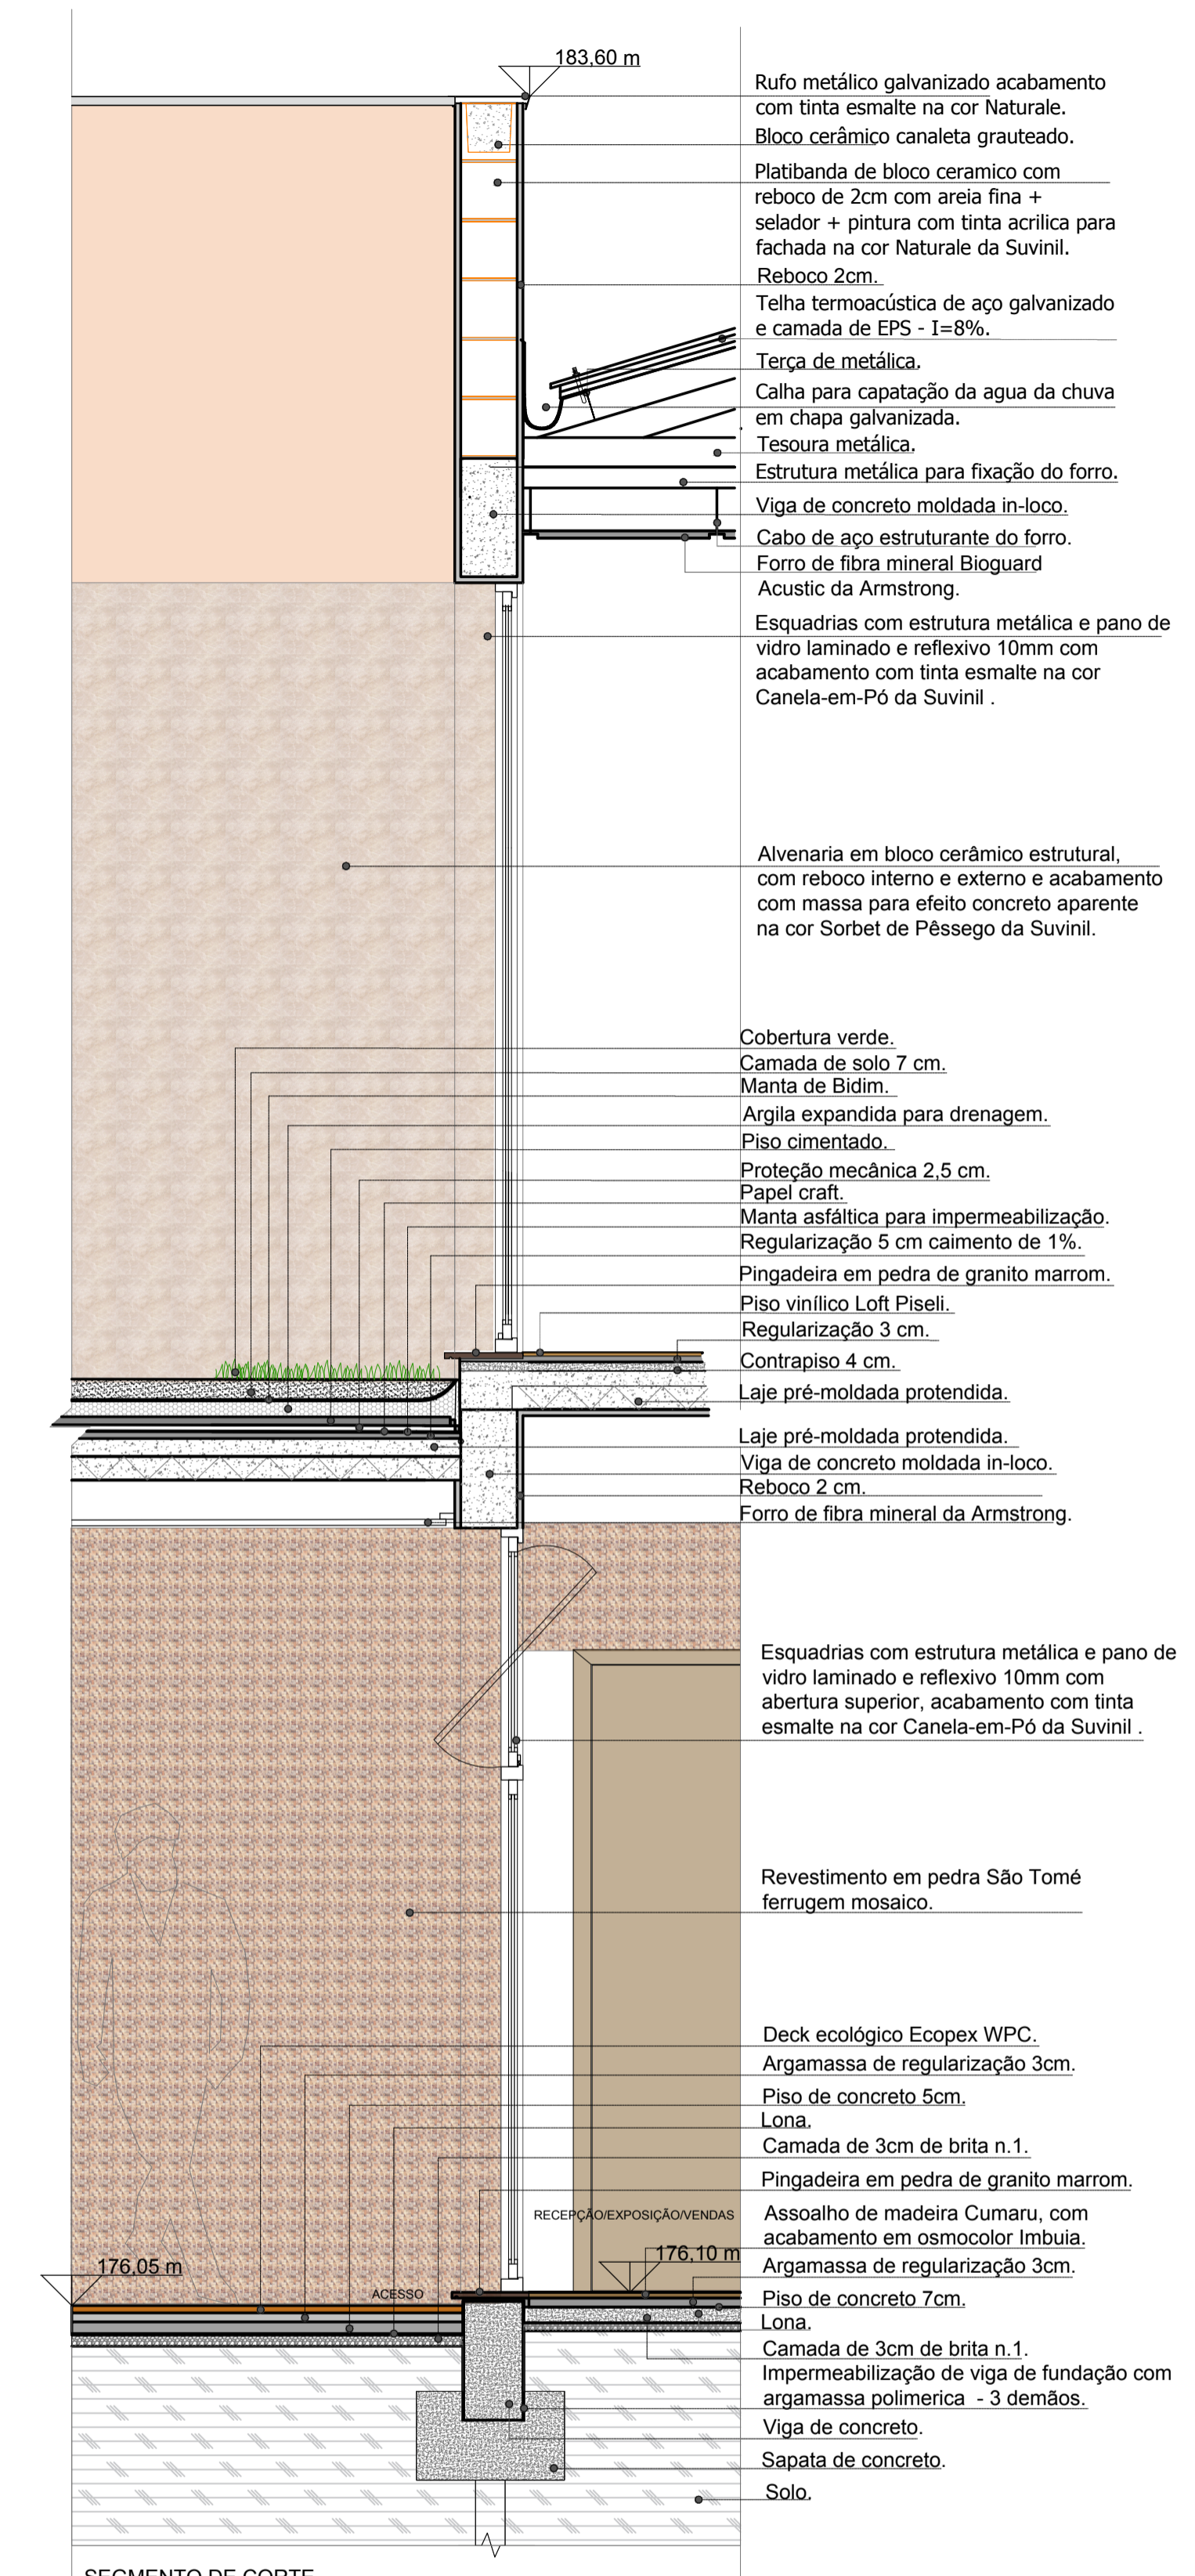 183,60 m
Rufo metálico galvanizado acabamento
com tinta esmalte na cor Naturale.
Bloco cerâmico canaleta grauteado.
Platibanda de bloco ceramico com
reboco de 2cm com areia fina +
selador + pintura com tinta acrilica para
fachada na cor Naturale da Suvinil.
Reboco 2cm.
Telha termoacústica de aço galvanizado
e camada de EPS - I=8%.
Terça de metálica.
Calha para capatação da agua da chuva
em chapa galvanizada.
Tesoura metálica.
Estrutura metálica para fixação do forro.
Viga de concreto moldada in-loco.
Cabo de aço estruturante do forro.
Forro de fibra mineral Bioguard
Acustic da Armstrong.
Esquadrias com estrutura metálica e pano de
vidro laminado e reflexivo 10mm com
acabamento com tinta esmalte na cor
Canela-em-Pó da Suvinil .
Alvenaria em bloco cerâmico estrutural,
com reboco interno e externo e acabamento
com massa para efeito concreto aparente
na cor Sorbet de Pêssego da Suvinil.
Cobertura verde.
Camada de solo 7 cm.
Manta de Bidim.
Argila expandida para drenagem.
Piso cimentado.
Proteção mecânica 2,5 cm.
Papel craft.
Manta asfáltica para impermeabilização.
Regularização 5 cm caimento de 1%.
Pingadeira em pedra de granito marrom.
Piso vinílico Loft Piseli.
Regularização 3 cm.
Contrapiso 4 cm.
Laje pré-moldada protendida.
Laje pré-moldada protendida.
Viga de concreto moldada in-loco.
Reboco 2 cm.
Forro de fibra mineral da Armstrong.
Esquadrias com estrutura metálica e pano de
vidro laminado e reflexivo 10mm com
abertura superior, acabamento com tinta
esmalte na cor Canela-em-Pó da Suvinil .
Revestimento em pedra São Tomé
ferrugem mosaico.
Deck ecológico Ecopex WPC.
Argamassa de regularização 3cm.
Piso de concreto 5cm.
Lona.
Camada de 3cm de brita n.1.
Pingadeira em pedra de granito marrom.
RECEPÇÃO/EXPOSIÇÃO/VENDAS
Assoalho de madeira Cumaru, com
acabamento em osmocolor Imbuia.
176,10 m
176,05 m
ACESSO
Argamassa de regularização 3cm.
Piso de concreto 7cm.
Lona.
Camada de 3cm de brita n.1.
Impermeabilização de viga de fundação com
argamassa polimerica - 3 demãos.
Viga de concreto.
Sapata de concreto.
Solo.
SEGMENTO DE CORTE